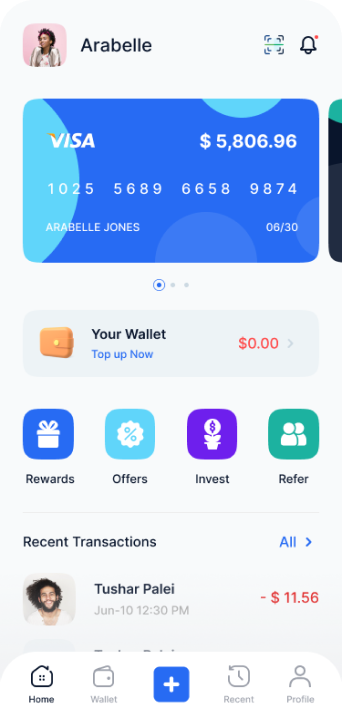 Arabelle
VISA
$ 5,806.96
1025 5689 6658 9874
ARABELLE JONES
06/30
Your Wallet
Top up Now
$0.00
Rewards
Offers
Invest
Refer
Recent Transactions
All
Tushar Palei
Jun-10 12:30 PM
- $ 11.56
Home
Wallet
Recent
Profile